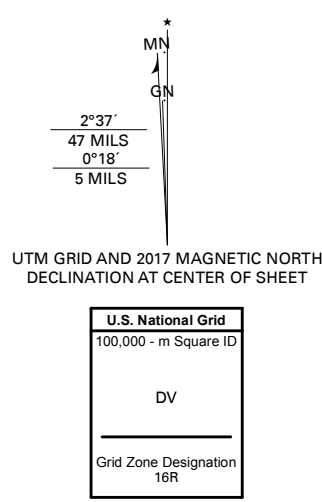 MN
GN
2°37´
47 MILS
0°18´
5 MILS
UTM GRID AND 2017 MAGNETIC NORTH
DECLINATION AT CENTER OF SHEET
U.S. National Grid
100,000 - m Square ID
DV
Grid Zone Designation
16R